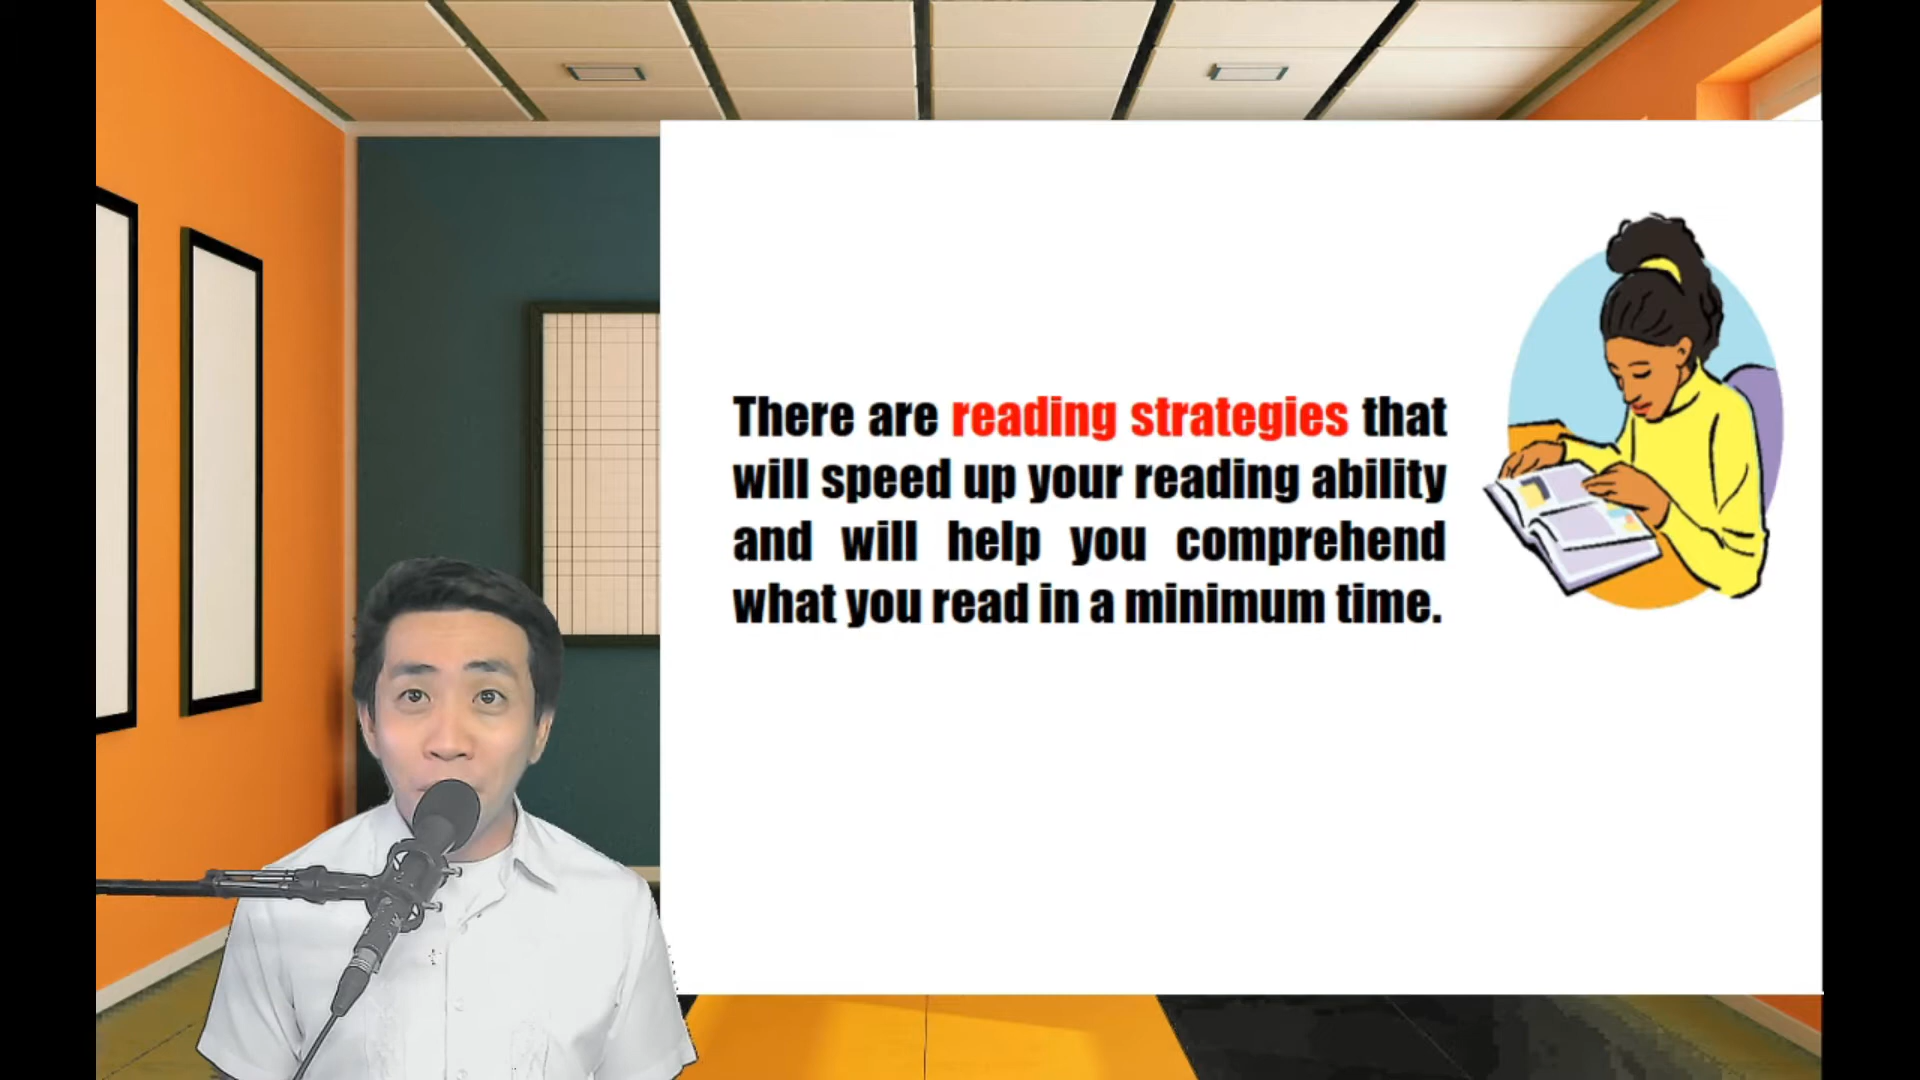 There are reading strategies that
will speed up your reading ability
and will help you comprehend
what you read in a minimum time.